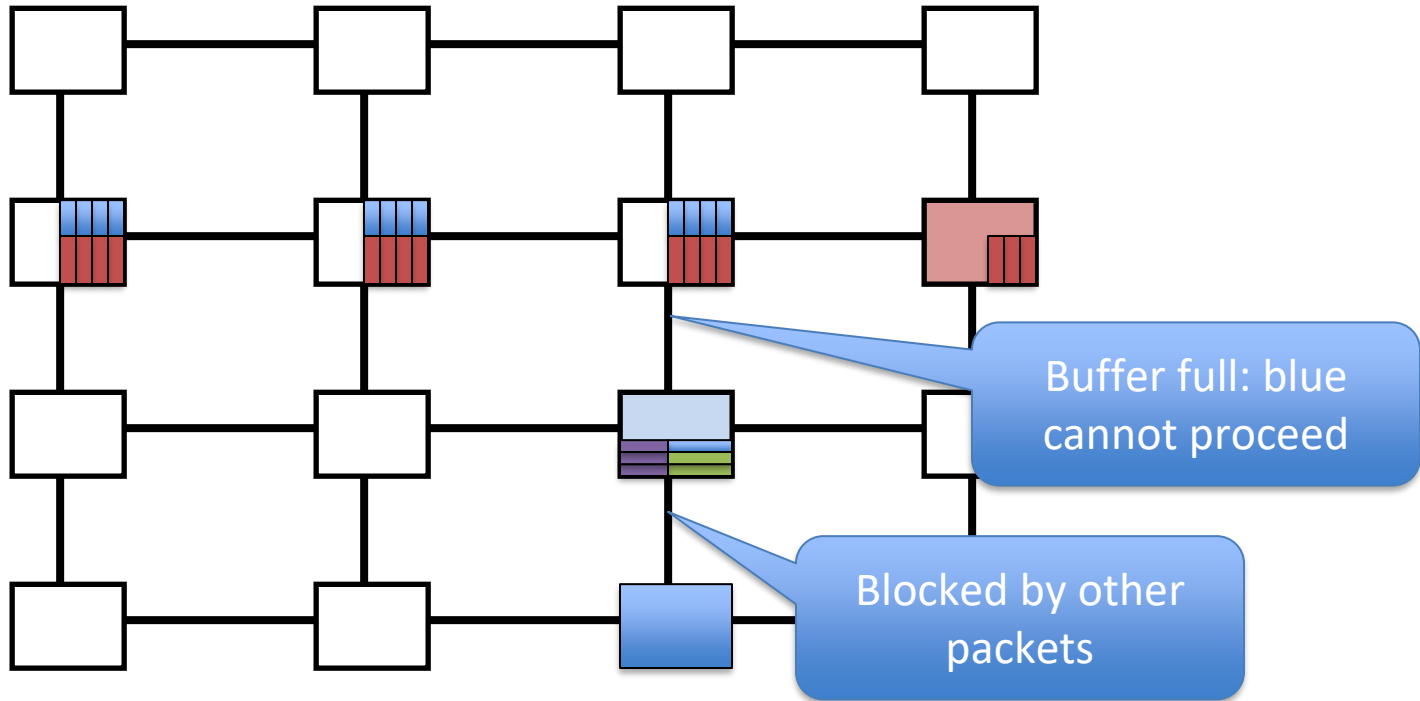 Buffer full: blue
cannot proceed
Blocked by other
packets